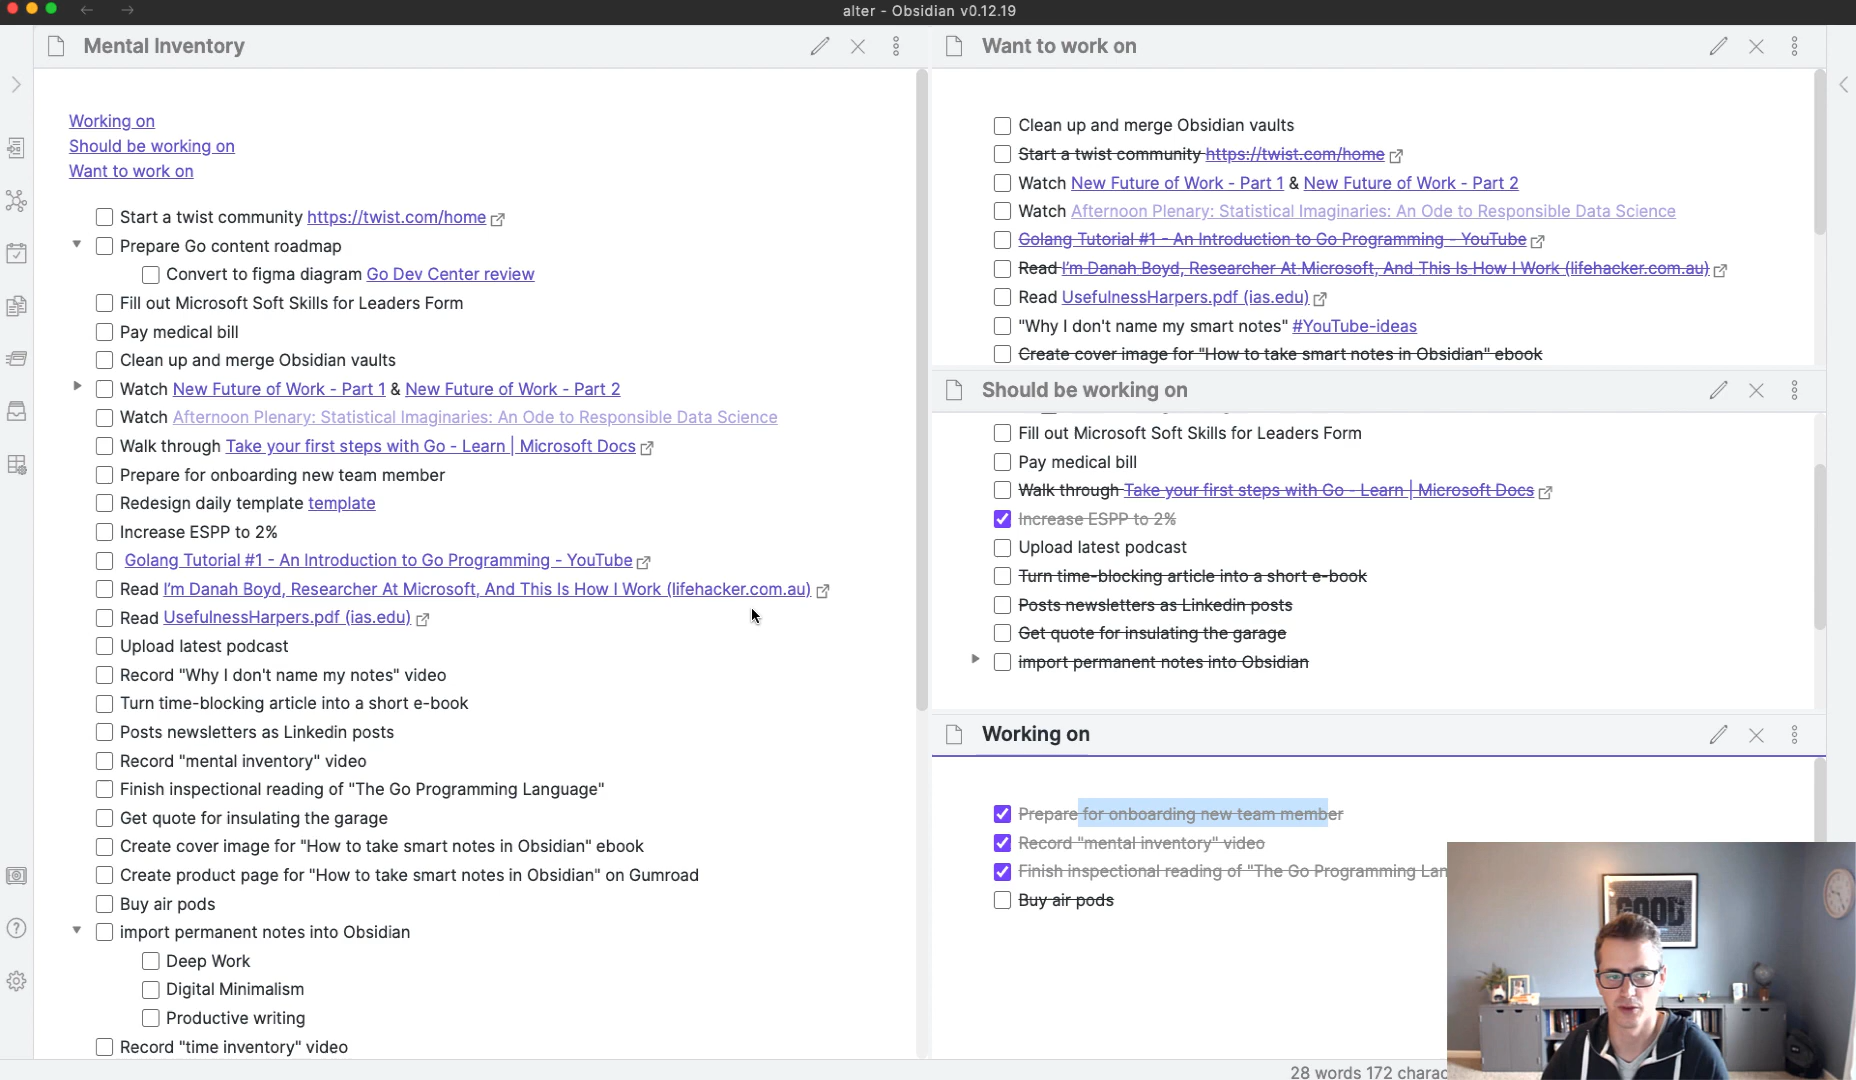 alter - Obsidian v0.12.19
Mental Inventory
Working on
Should be working on
Want to work on
Start a twist community https://twist.com/home
Prepare Go content roadmap
Convert to figma diagram Go Dev Center review
Fill out Microsoft Soft Skills for Leaders Form
Pay medical bill
Clean up and merge Obsidian vaults
Watch New Future of Work - Part 1 & New Future of Work - Part 2
Watch Afternoon Plenary: Statistical Imaginaries: An Ode to Responsible Data Science
Walk through Take your first steps with Go - Learn | Microsoft Docs
Prepare for onboarding new team member
Redesign daily template template
Increase ESPP to 2%
Golang Tutorial #1 - An Introduction to Go Programming - YouTube
Read I'm Danah Boyd, Researcher At Microsoft, And This Is How I Work (lifehacker.com.au)
Read UsefulnessHarpers.pdf (ias.edu)
Upload latest podcast
Record "Why I don't name my notes" video
Turn time-blocking article into a short e-book
Posts newsletters as Linkedin posts
Record "mental inventory" video
Finish inspectional reading of "The Go Programming Language"
Get quote for insulating the garage
Create cover image for "How to take smart notes in Obsidian" ebook
Create product page for "How to take smart notes in Obsidian" on Gumroad
Buy air pods
import permanent notes into Obsidian
Deep Work
Digital Minimalism
Productive writing
Record "time inventory" video
Want to work on
Clean up and merge Obsidian vaults
Start a twist community https://twist.com/home
Watch New Future of Work - Part 1 & New Future of Work - Part 2
Watch Afternoon Plenary: Statistical Imaginaries: An Ode to Responsible Data Science
Golang Tutorial #1 - An Introduction to Go Programming - YouTube
Read I'm Danah Boyd, Researcher At Microsoft, And This Is How I Work (lifehacker.com.au)
Read UsefulnessHarpers.pdf (ias.edu)
"Why I don't name my smart notes" #YouTube-ideas
Create cover image for "How to take smart notes in Obsidian" ebook
Should be working on
Fill out Microsoft Soft Skills for Leaders Form
Pay medical bill
Walk through Take your first steps with Go - Learn | Microsoft Docs
Increase ESPP to 2%
Upload latest podcast
Turn time-blocking article into a short e-book
Posts newsletters as Linkedin posts
Get quote for insulating the garage
import permanent notes into Obsidian
Working on
Prepare for onboarding new team member
Record "mental inventory" video
Finish inspectional reading of "The Go Programming Lan
Buy air pods
GOOD
28 words 172 charac